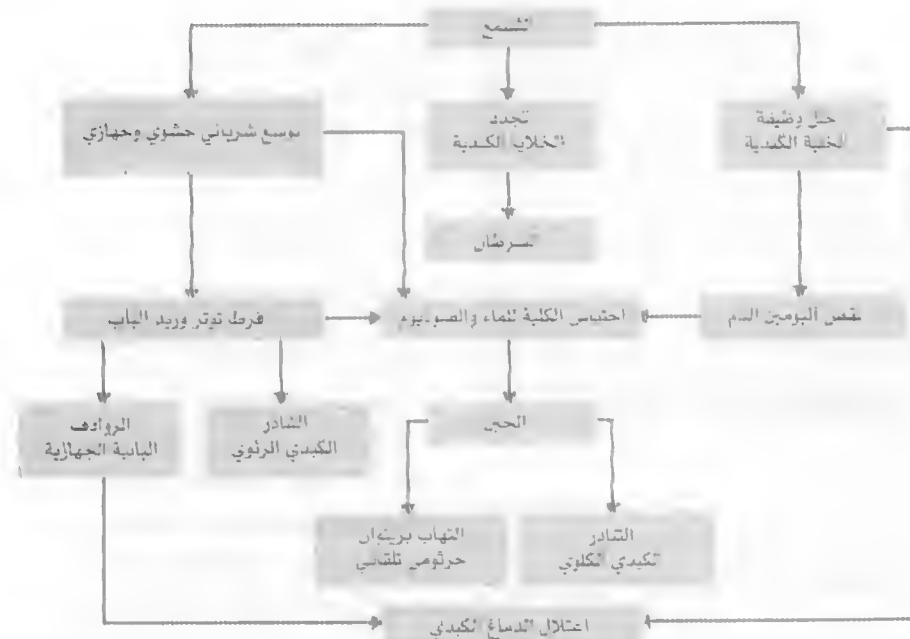 التشمع
توسع شرياني حشوي وجهازي
تجدد
الخلايا الكبدية
خلل وظيفة
الخلية الكبدية
السرطان
فرط توتر وريد الباب
احتباس الكلية للماء والصوديوم
نقص ألبومين الدم
الروادف
البابية الجهازية
التناذر
الكبدي الرئوي
الحبن
التهاب بريتوان
جرثومي تلقائي
التناذر
الكبدي الكلوي
اعتلال الدماغ الكبدي